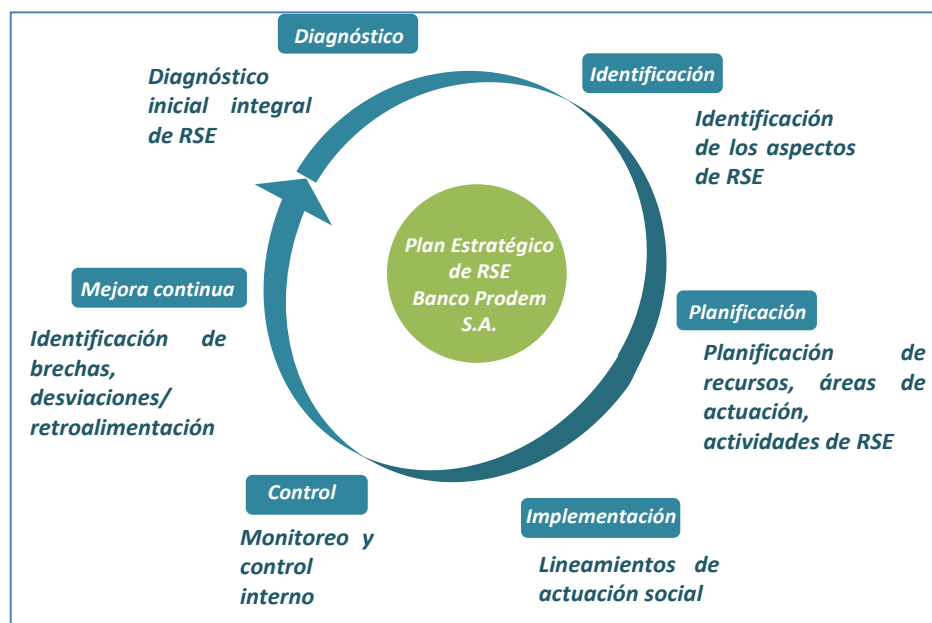 Diagnóstico
Diagnóstico
inicial integral
de RSE
Identificación
Identificación
de los aspectos
de RSE
Plan Estratégico
de RSE
Banco Prodem
S.A.
Planificación
Planificación de
recursos, áreas de
actuación,
actividades de RSE
Implementación
Lineamientos de
actuación social
Control
Monitoreo y
control
interno
Mejora continua
Identificación de
brechas,
desviaciones/
retroalimentación